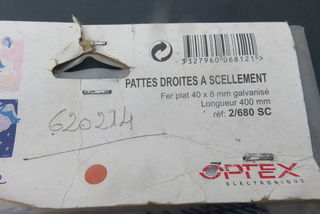 3327960068121>
PATTES DROITES A SCELLEMENT
Fer plat 40 x 8 mm galvanisé
Longueur 400 mm
réf: 2/680 SC
620274
OPTEX
ELECTRONIQUE